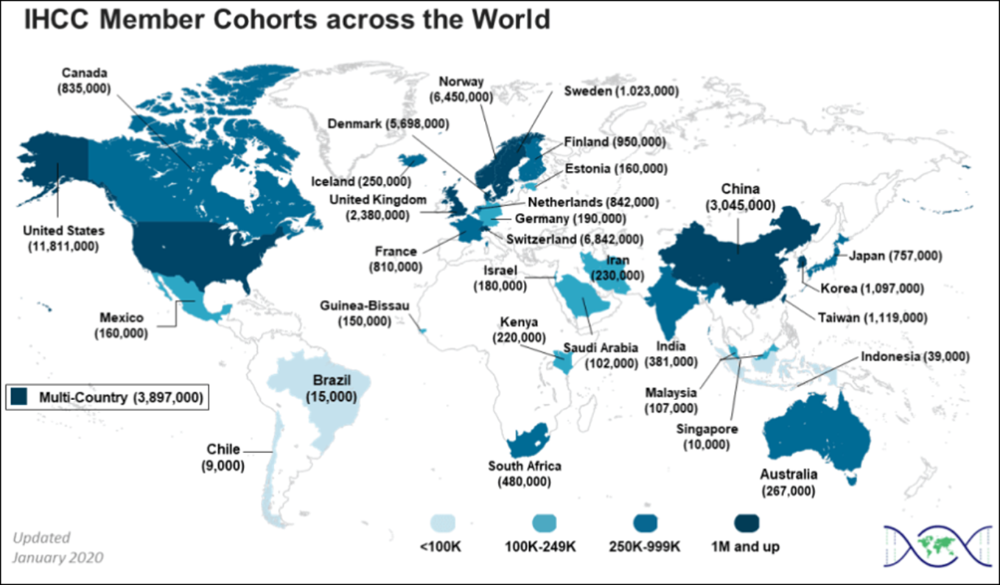 IHCC Member Cohorts across the World
Canada
(835,000)
Norway
(6,450,000)
Sweden (1.023,000)
Denmark (5,698,000)
Finland (950,000)
Iceland (250,000)
Estonia (160,000)
United Kingdom
(2,380,000)
Netherlands (842,000)
Germany (190,000)
China
(3,045,000)
United States
(11,811,000)
France
(810,000)
Switzerland (6,842,000)
Israel
(180,000)
Iran
(230,000)
Japan (757,000)
Korea (1,097,000)
Mexico
(160,000)
Guinea-Bissau
(150,000)
Kenya
(220,000)
Saudi Arabia
(102,000)
India
(381,000)
Taiwan (1,119,000)
Indonesia (39,000)
Multi-Country (3,897,000)
Brazil
(15,000)
Malaysia
(107,000)
Singapore
(10,000)
Chile
(9,000)
South Africa
(480,000)
Australia
(267,000)
Updated
January 2020
<100K
100K-249K
250K-999K
1M and up